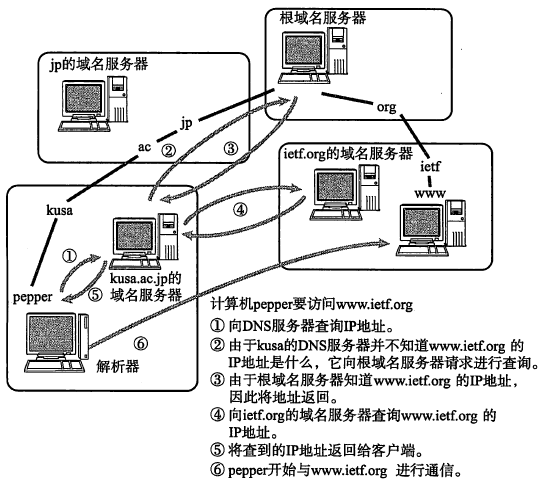 根域名服务器
jp的域名服务器
org
jp
ac
②
③
ietf.org的域名服务器
ietf
www
kusa
④
①
kusa.ac.jp的
域名服务器
⑤
pepper
⑥
解析器
计算机pepper要访问www.ietf.org
① 向DNS服务器查询IP地址。
② 由于kusa的DNS服务器并不知道www.ietf.org 的
IP地址是什么，它向根域名服务器请求进行查询。
③ 由于根域名服务器知道www.ietf.org 的IP地址，
因此将地址返回。
④ 向ietf.org的域名服务器查询www.ietf.org 的
IP地址。
⑤ 将查到的IP地址返回给客户端。
⑥ pepper开始与www.ietf.org 进行通信。